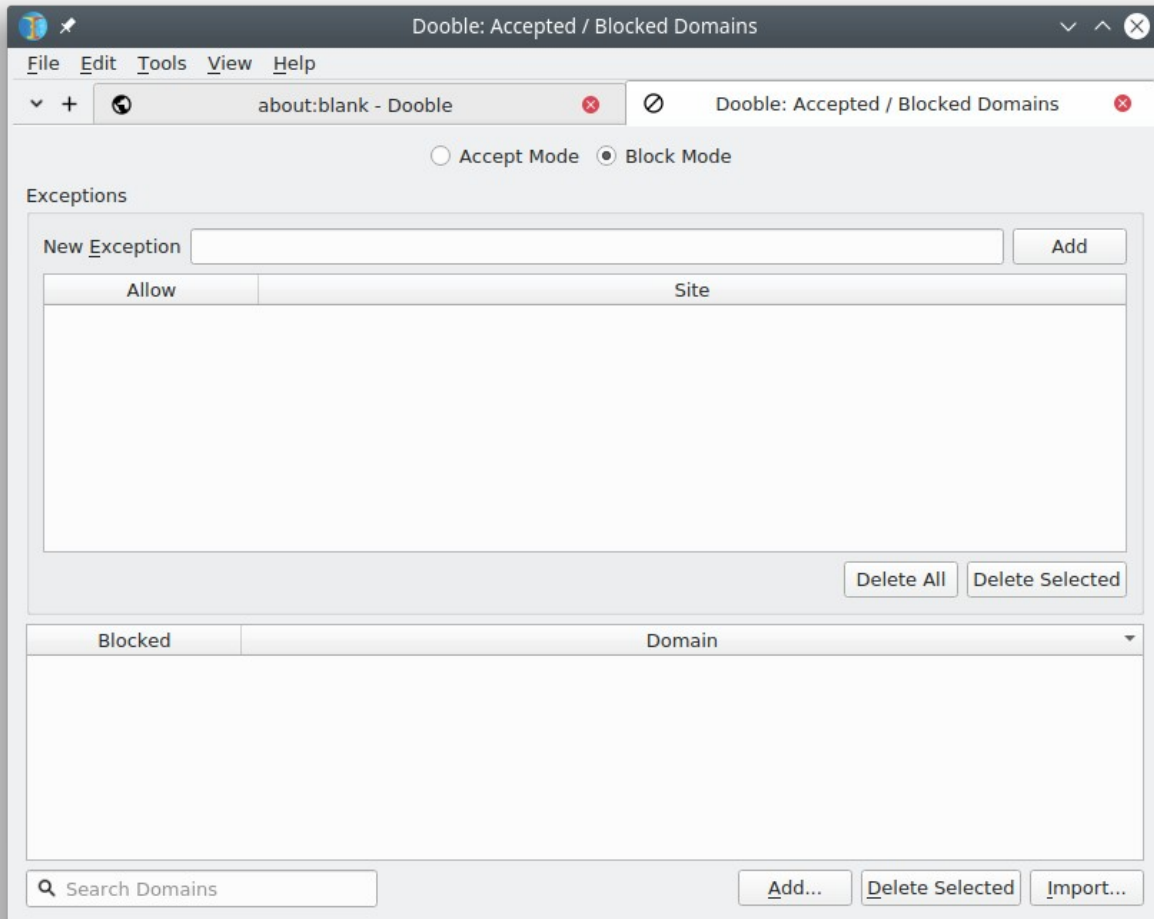 Dooble: Accepted / Blocked Domains
File Edit Tools View Help
about:blank - Dooble Dooble: Accepted / Blocked Domains
Accept Mode Block Mode
Exceptions
New Exception Add
Allow Site
Delete All Delete Selected
Blocked Domain
Search Domains Add... Delete Selected Import...